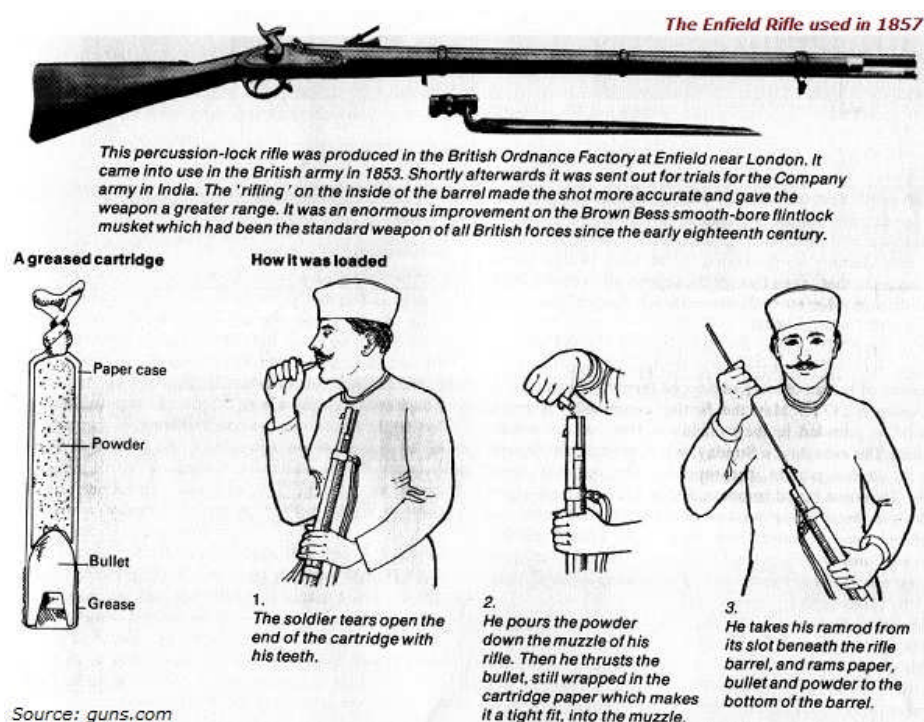 The Enfield Rifle used in 1857
This percussion-lock rifle was produced in the British Ordnance Factory at Enfield near London. It
came into use in the British army in 1853. Shortly afterwards it was sent out for trials for the Company
army in India. The 'rifling' on the inside of the barrel made the shot more accurate and gave the
weapon a greater range. It was an enormous improvement on the Brown Bess smooth-bore flintlock
musket which had been the standard weapon of all British forces since the early eighteenth century.
A greased cartridge
Paper case
Powder
Bullet
Grease
How it was loaded
1.
The soldier tears open the
end of the cartridge with
his teeth.
2.
He pours the powder
down the muzzle of his
rifle. Then he thrusts the
bullet, still wrapped in the
cartridge paper which makes
it a tight fit, into the muzzle.
3.
He takes his ramrod from
its slot beneath the rifle
barrel, and rams paper,
bullet and powder to the
bottom of the barrel.
Source: guns.com